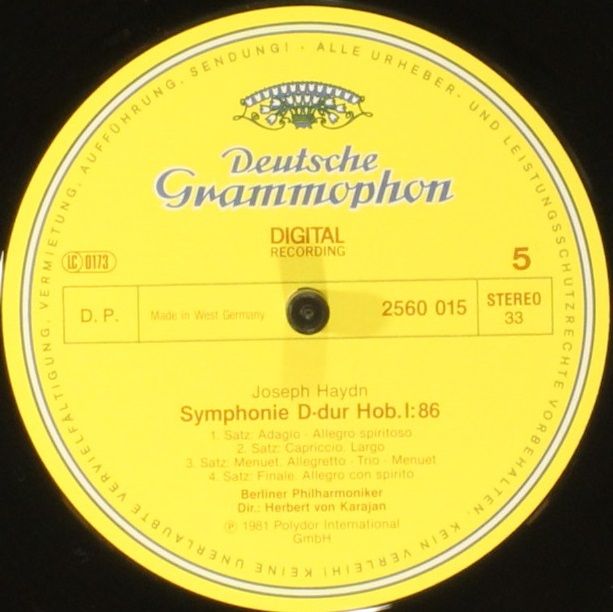 ALLE URHEBER- UND LEISTUNGSSCHUTZRECHTE VORBEHALTEN. KEIN VERLEIH! KEINE UNERLAUBTE VERVIELFÄLTIGUNG, VERMIETUNG, AUFFÜHRUNG, SENDUNG! ·
Deutsche
Grammophon
DIGITAL
RECORDING
LC 0173
5
D. P.
Made in West Germany
2560 015
STEREO
33
Joseph Haydn
Symphonie D-dur Hob.I:86
1. Satz: Adagio - Allegro spiritoso
2. Satz: Capriccio. Largo
3. Satz: Menuet. Allegretto - Trio - Menuet
4. Satz: Finale. Allegro con spirito
Berliner Philharmoniker
Dir.: Herbert von Karajan
℗ 1981 Polydor International
GmbH